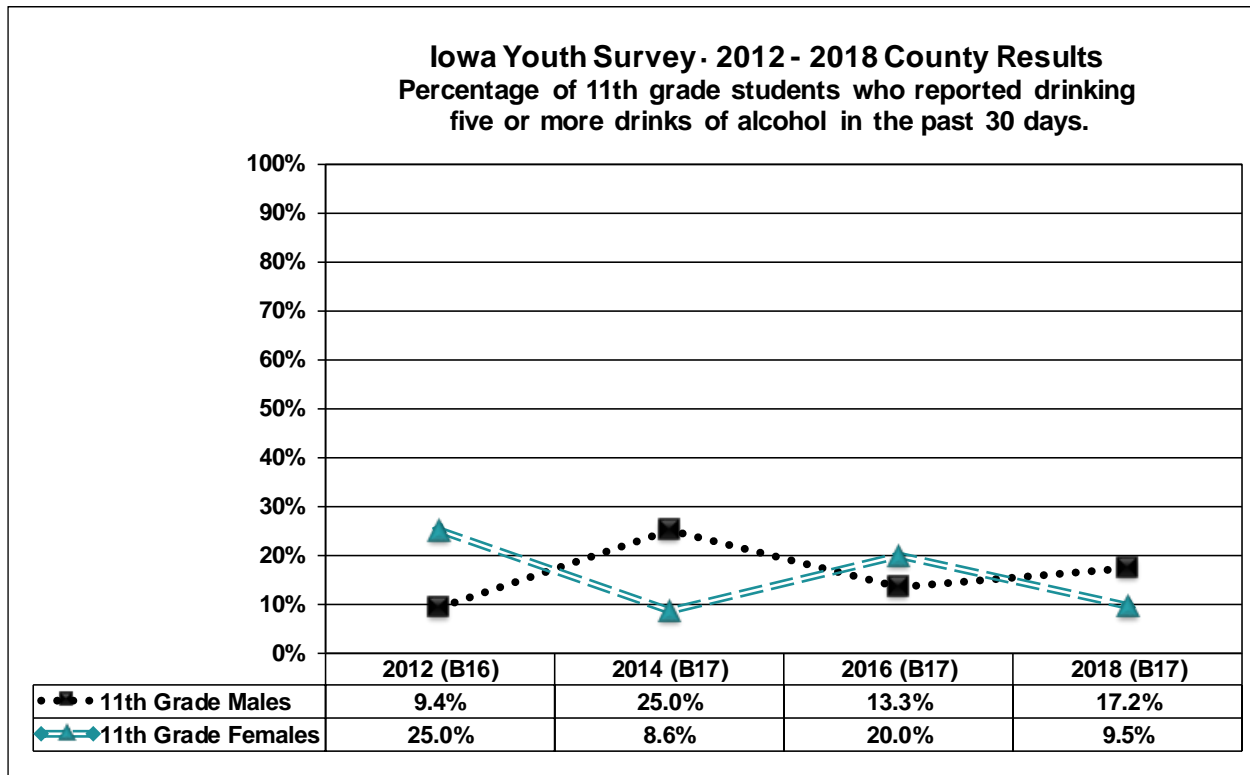 Iowa Youth Survey · 2012 - 2018 County Results
Percentage of 11th grade students who reported drinking
five or more drinks of alcohol in the past 30 days.
100%
90%
80%
70%
60%
50%
40%
30%
20%
10%
0%
2012 (B16) 2014 (B17) 2016 (B17) 2018 (B17)
11th Grade Males 9.4% 25.0% 13.3% 17.2%
11th Grade Females 25.0% 8.6% 20.0% 9.5%